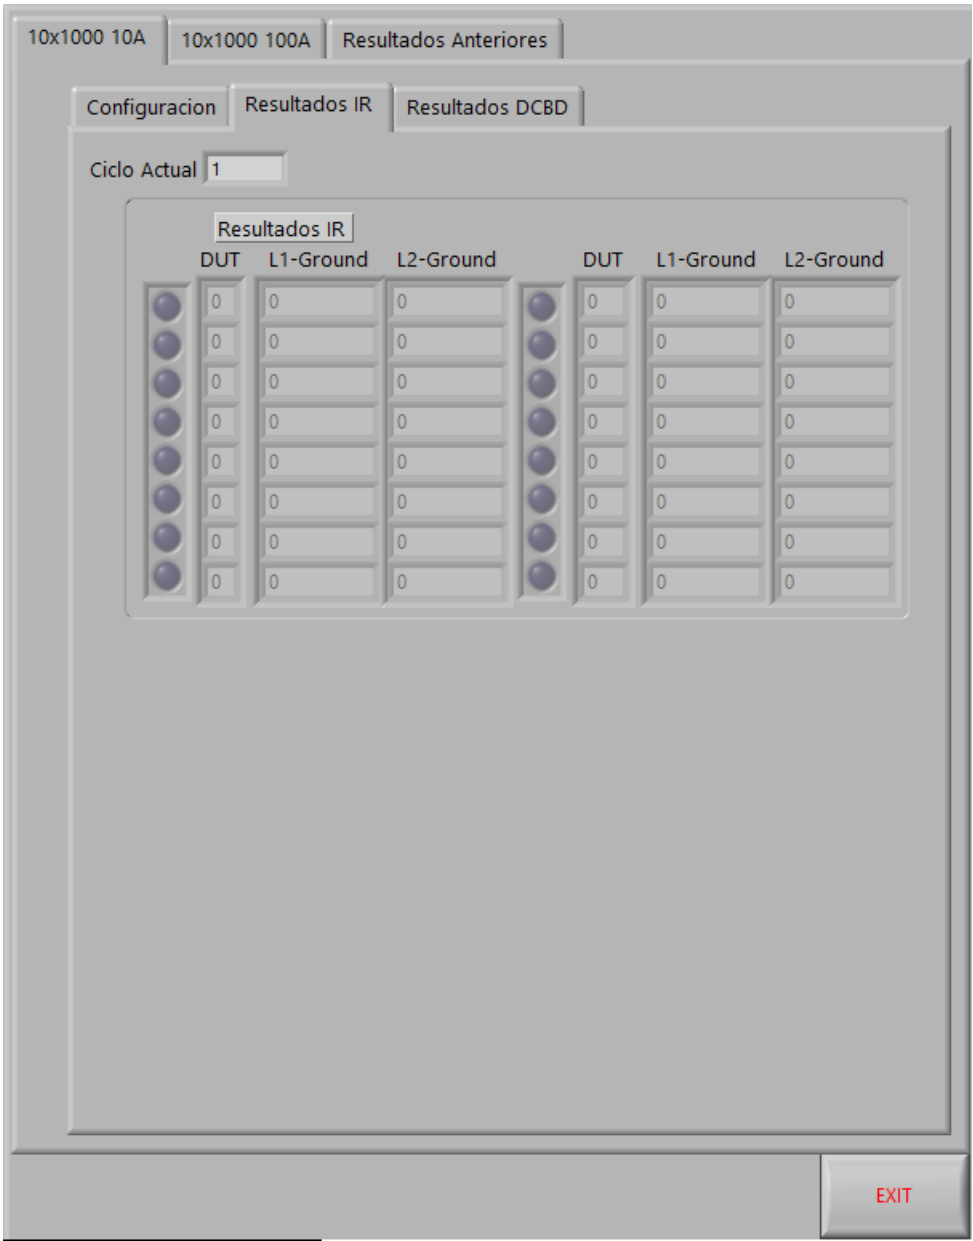 10x1000 10A 10x1000 100A Resultados Anteriores
Configuracion Resultados IR Resultados DCBD
Ciclo Actual 1
Resultados IR
DUT L1-Ground L2-Ground DUT L1-Ground L2-Ground
0 0 0 0 0 0
0 0 0 0 0 0
0 0 0 0 0 0
0 0 0 0 0 0
0 0 0 0 0 0
0 0 0 0 0 0
0 0 0 0 0 0
0 0 0 0 0 0
EXIT